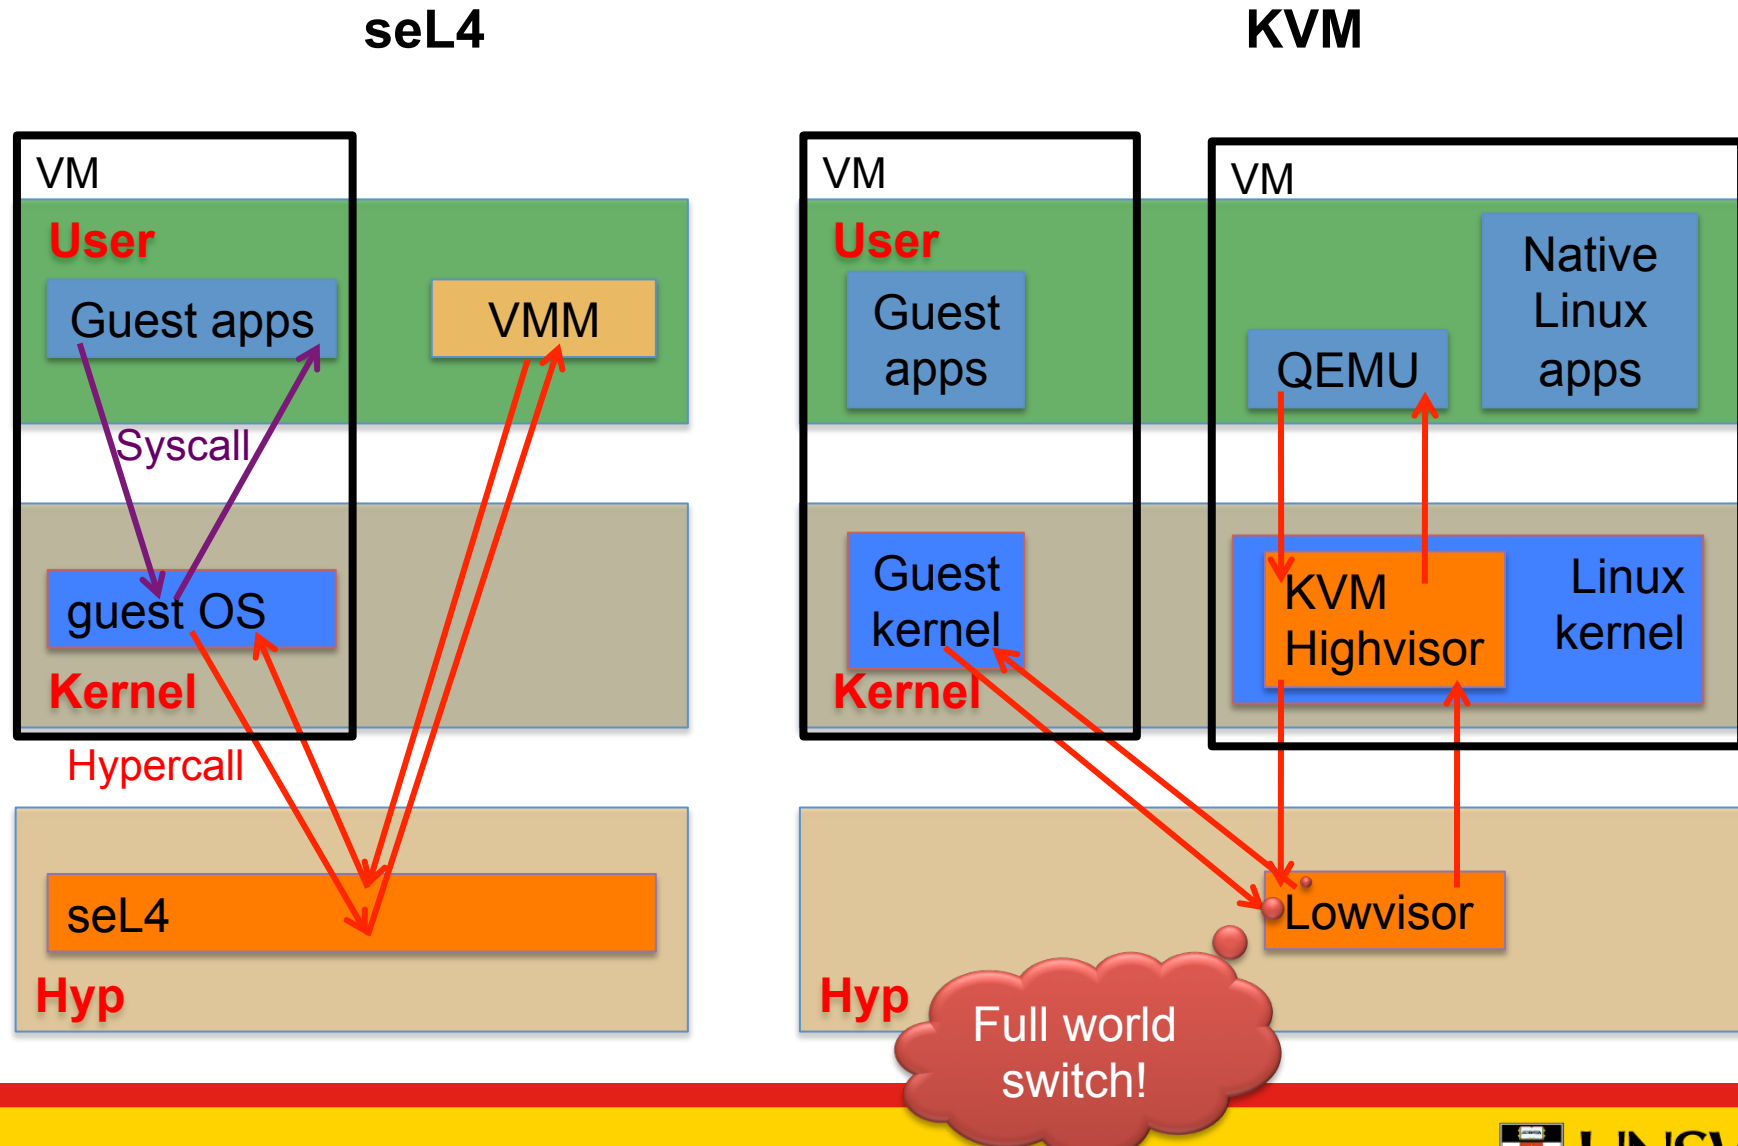 seL4
KVM
VM
User
Guest apps
VMM
Syscall
guest OS
Kernel
Hypercall
seL4
Hyp
VM
User
Guest
apps
Guest
kernel
Kernel
VM
QEMU
Native
Linux
apps
KVM
Highvisor
Linux
kernel
Lowvisor
Hyp
Full world
switch!